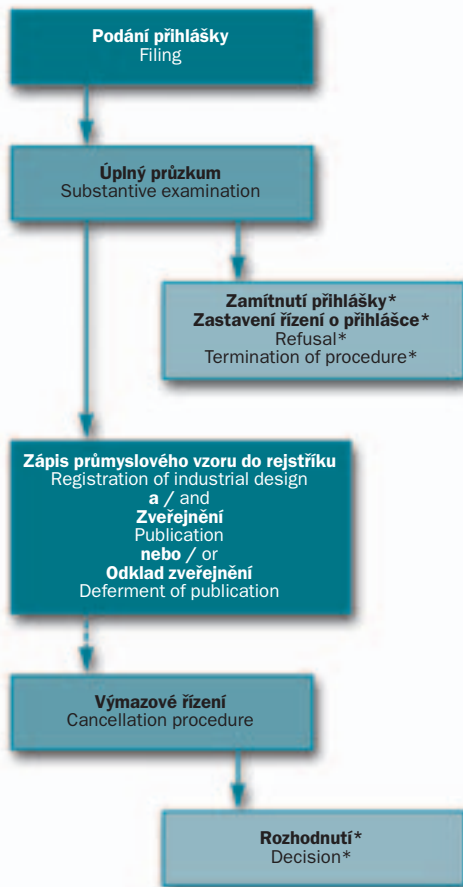 Podání přihlášky
Filing
Úplný průzkum
Substantive examination
Zamítnutí přihlášky*
Zastavení řízení o přihlášce*
Refusal*
Termination of procedure*
Zápis průmyslového vzoru do rejstříku
Registration of industrial design
a / and
Zveřejnění
Publication
nebo / or
Odklad zveřejnění
Deferment of publication
Výmazové řízení
Cancellation procedure
Rozhodnutí*
Decision*